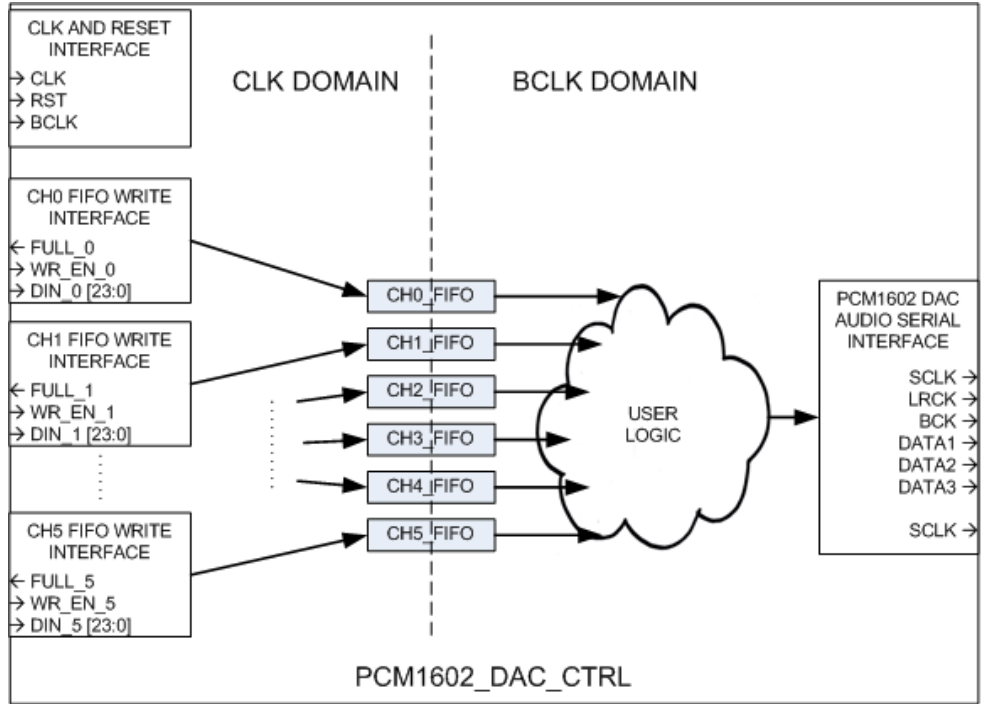 CLK AND RESET
INTERFACE
→ CLK
→ RST
→ BCLK
CLK DOMAIN
BCLK DOMAIN
CH0 FIFO WRITE
INTERFACE
← FULL_0
→ WR_EN_0
→ DIN_0 [23:0]
CH1 FIFO WRITE
INTERFACE
← FULL_1
→ WR_EN_1
→ DIN_1 [23:0]
CH5 FIFO WRITE
INTERFACE
← FULL_5
→ WR_EN_5
→ DIN_5 [23:0]
CH0_FIFO
CH1_FIFO
CH2_FIFO
CH3_FIFO
CH4_FIFO
CH5_FIFO
USER
LOGIC
PCM1602 DAC
AUDIO SERIAL
INTERFACE
SCLK →
LRCK →
BCK →
DATA1 →
DATA2 →
DATA3 →
SCLK →
PCM1602_DAC_CTRL